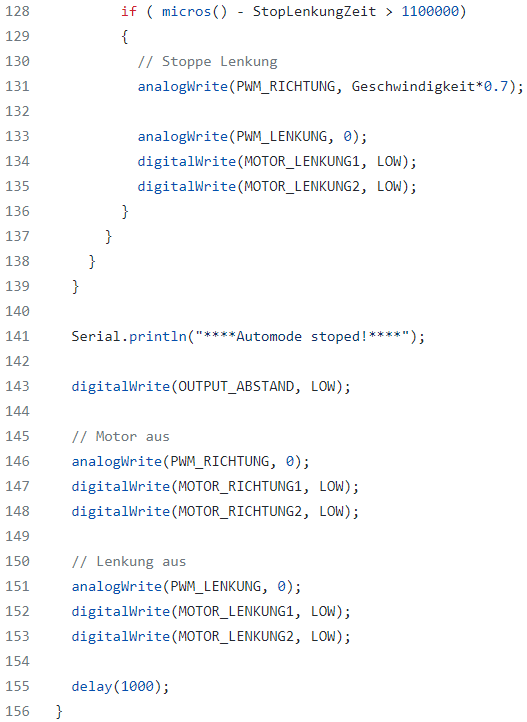 128 if ( micros() - StopLenkungZeit > 1100000)
129 {
130 // Stoppe Lenkung
131 analogWrite(PWM_RICHTUNG, Geschwindigkeit*0.7);
132
133 analogWrite(PWM_LENKUNG, 0);
134 digitalWrite(MOTOR_LENKUNG1, LOW);
135 digitalWrite(MOTOR_LENKUNG2, LOW);
136 }
137 }
138 }
139 }
140
141 Serial.println("****Automode stoped!****");
142
143 digitalWrite(OUTPUT_ABSTAND, LOW);
144
145 // Motor aus
146 analogWrite(PWM_RICHTUNG, 0);
147 digitalWrite(MOTOR_RICHTUNG1, LOW);
148 digitalWrite(MOTOR_RICHTUNG2, LOW);
149
150 // Lenkung aus
151 analogWrite(PWM_LENKUNG, 0);
152 digitalWrite(MOTOR_LENKUNG1, LOW);
153 digitalWrite(MOTOR_LENKUNG2, LOW);
154
155 delay(1000);
156 }